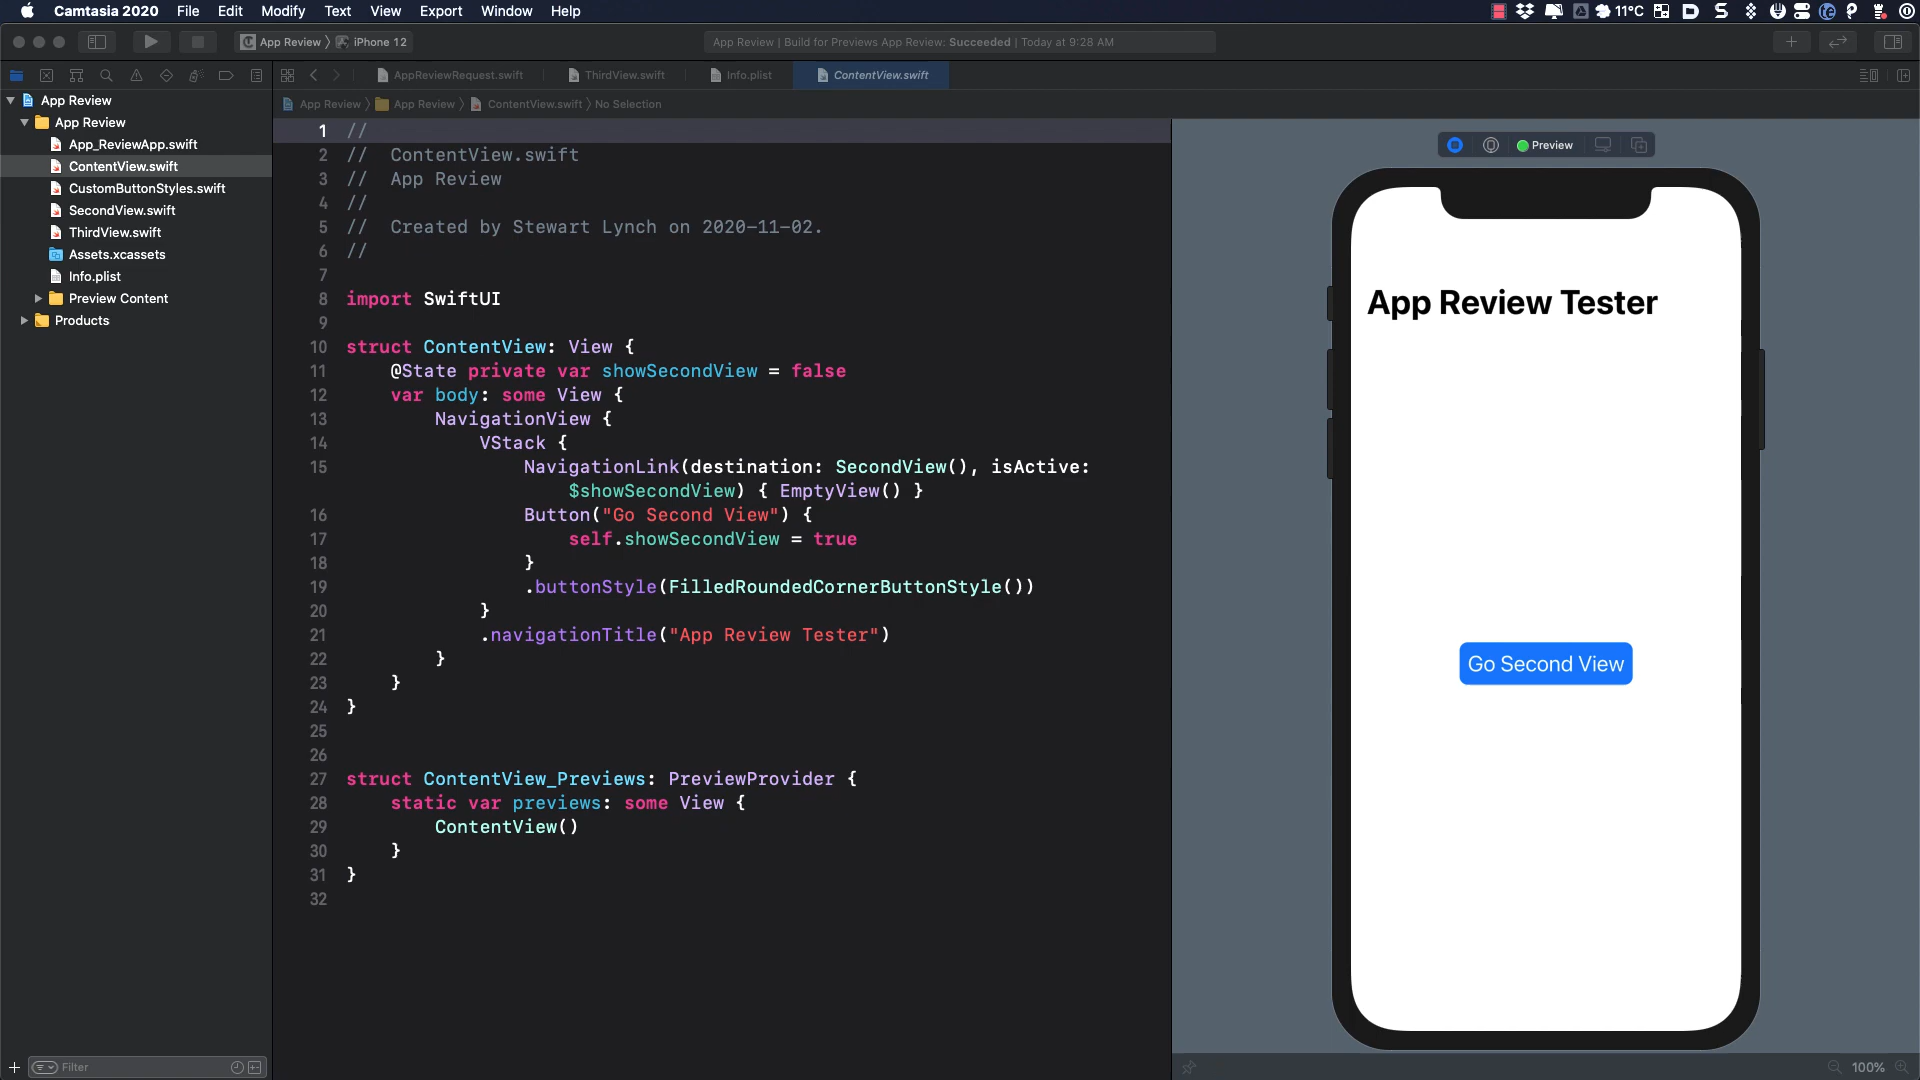 Camtasia 2020 File Edit Modify Text View Export Window Help
11°C
App Review 〉 iPhone 12
App Review | Build for Previews App Review: Succeeded | Today at 9:28 AM
AppReviewRequest.swift ThirdView.swift Info.plist ContentView.swift
App Review 〉 App Review 〉 ContentView.swift 〉 No Selection
App Review
App Review
App_ReviewApp.swift
ContentView.swift
CustomButtonStyles.swift
SecondView.swift
ThirdView.swift
Assets.xcassets
Info.plist
Preview Content
Products
Filter
1 //
2 //  ContentView.swift
3 //  App Review
4 //
5 //  Created by Stewart Lynch on 2020-11-02.
6 //
7
8 import SwiftUI
9
10 struct ContentView: View {
11     @State private var showSecondView = false
12     var body: some View {
13         NavigationView {
14             VStack {
15                 NavigationLink(destination: SecondView(), isActive:
                    $showSecondView) { EmptyView() }
16                 Button("Go Second View") {
17                     self.showSecondView = true
18                 }
19                 .buttonStyle(FilledRoundedCornerButtonStyle())
20             }
21             .navigationTitle("App Review Tester")
22         }
23     }
24 }
25
26
27 struct ContentView_Previews: PreviewProvider {
28     static var previews: some View {
29         ContentView()
30     }
31 }
32
Preview
App Review Tester
Go Second View
100%